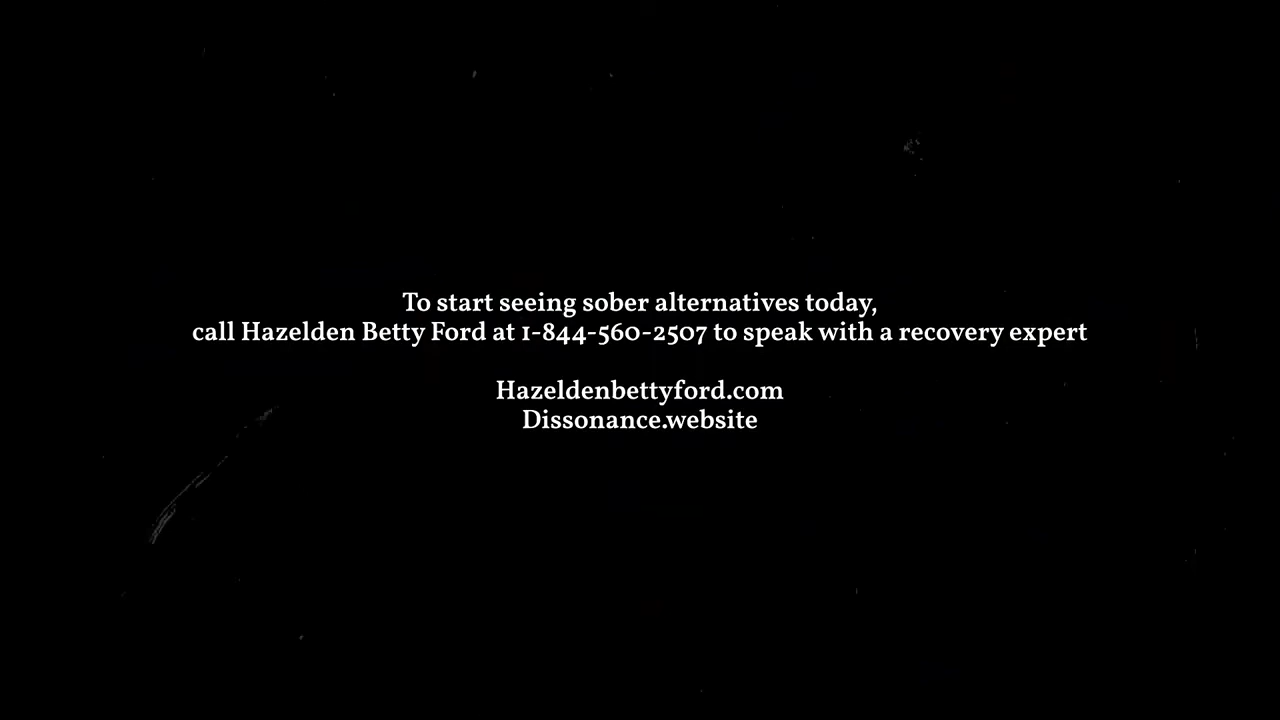 To start seeing sober alternatives today,
call Hazelden Betty Ford at 1-844-560-2507 to speak with a recovery expert
Hazeldenbettyford.com
Dissonance.website